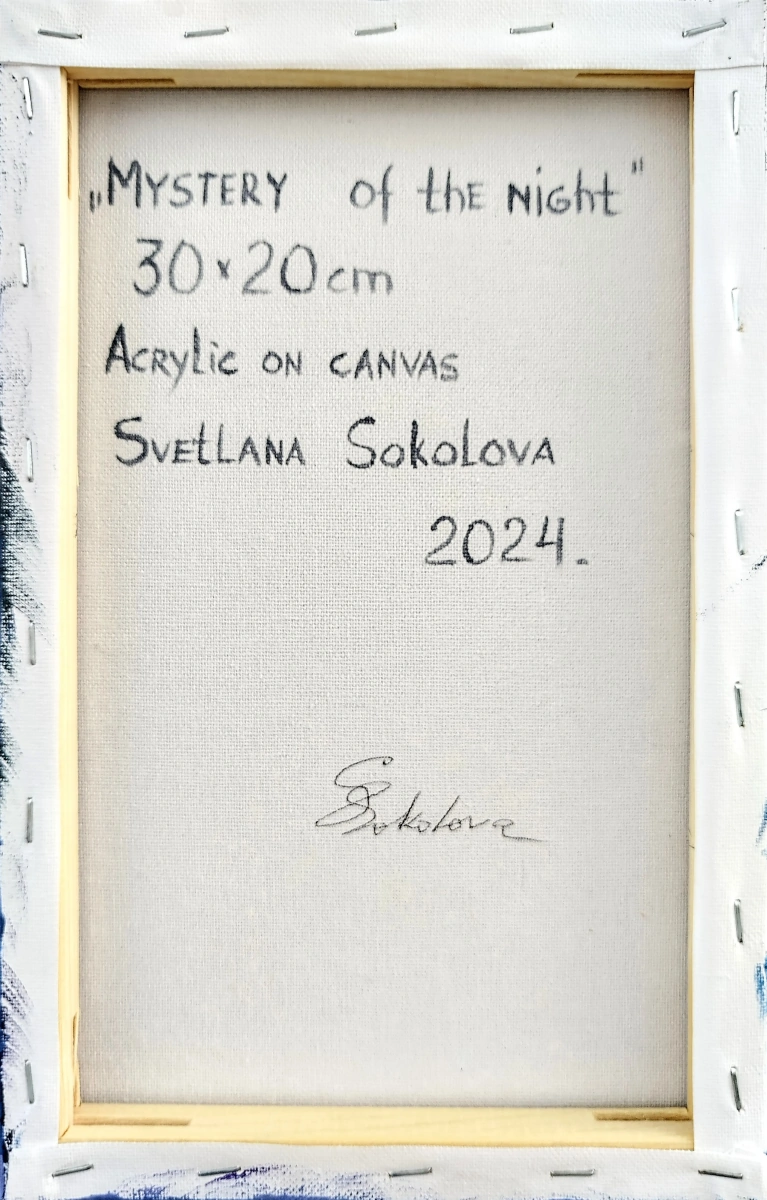 „Mystery of the night"
30×20cm
Acrylic on canvas
Svetlana Sokolova
2024.
SSokolova